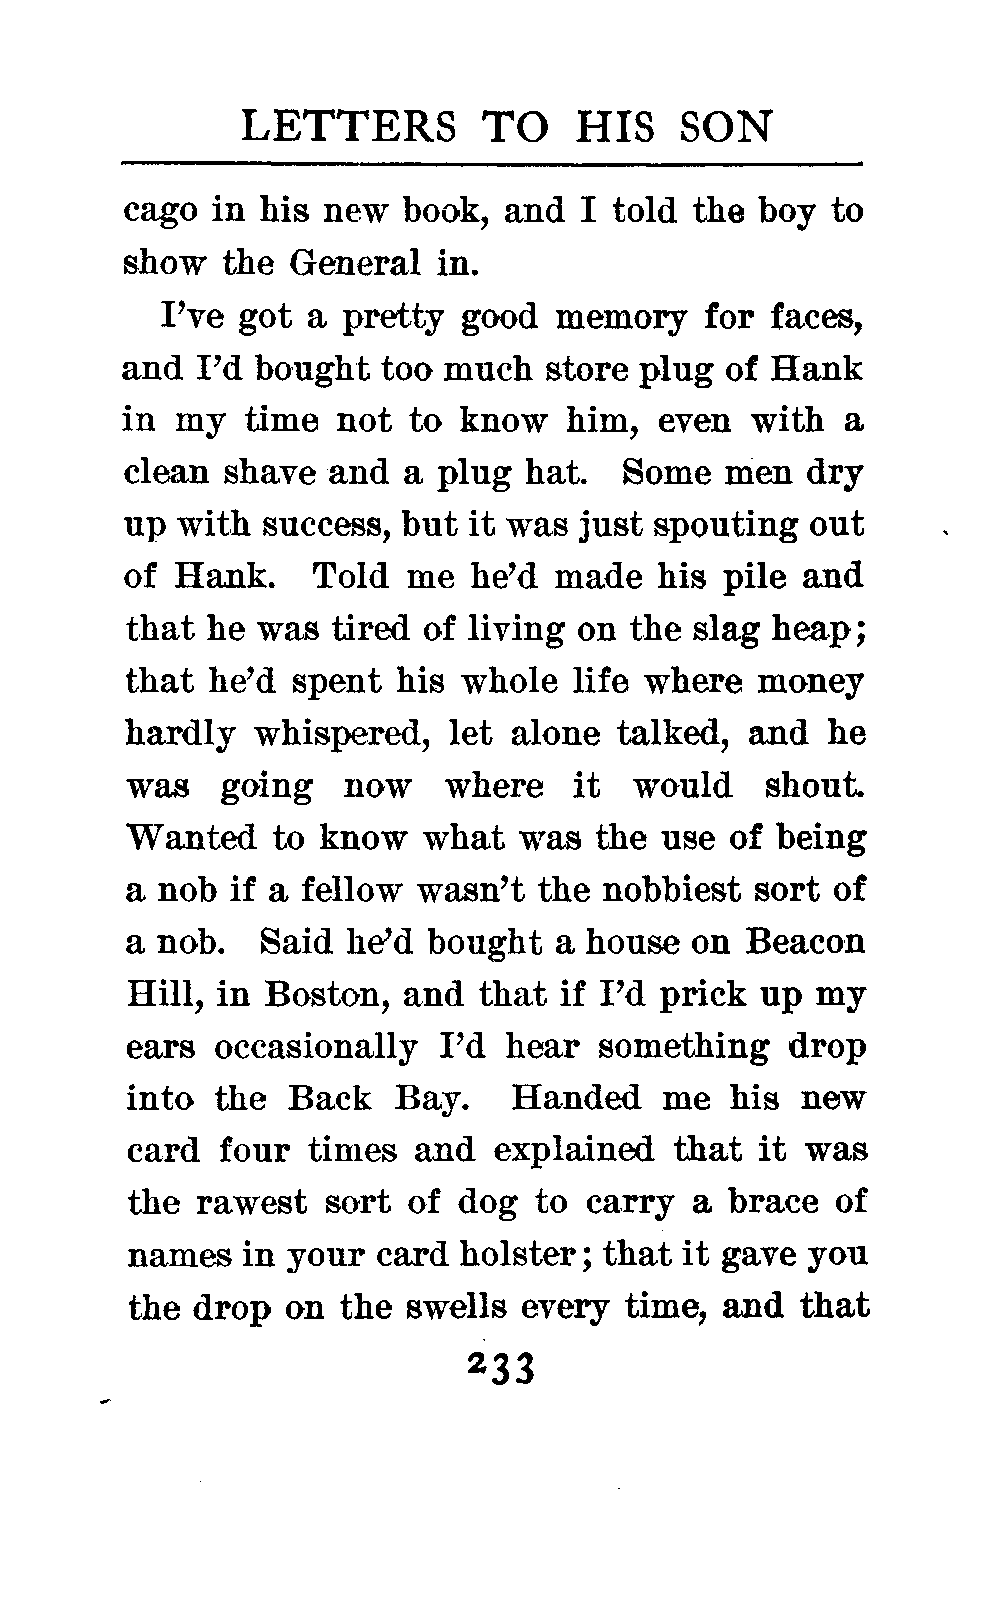 LETTERS TO HIS SON
cago in his new book, and I told the boy to
show the General in.
I've got a pretty good memory for faces,
and I'd bought too much store plug of Hank
in my time not to know him, even with a
clean shave and a plug hat. Some men dry
up with success, but it was just spouting out
of Hank. Told me he'd made his pile and
that he was tired of living on the slag heap;
that he'd spent his whole life where money
hardly whispered, let alone talked, and he
was going now where it would shout.
Wanted to know what was the use of being
a nob if a fellow wasn't the nobbiest sort of
a nob. Said he'd bought a house on Beacon
Hill, in Boston, and that if I'd prick up my
ears occasionally I'd hear something drop
into the Back Bay. Handed me his new
card four times and explained that it was
the rawest sort of dog to carry a brace of
names in your card holster; that it gave you
the drop on the swells every time, and that
233